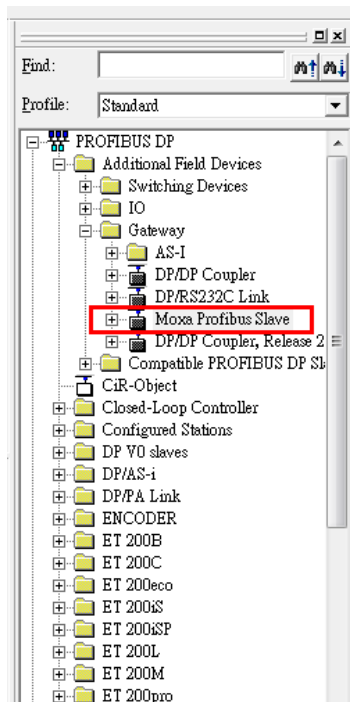 Find:
Profile: Standard
PROFIBUS DP
Additional Field Devices
Switching Devices
IO
Gateway
AS-I
DP/DP Coupler
DP/RS232C Link
Moxa Profibus Slave
DP/DP Coupler, Release 2
Compatible PROFIBUS DP Sl
CiR-Object
Closed-Loop Controller
Configured Stations
DP V0 slaves
DP/AS-i
DP/PA Link
ENCODER
ET 200B
ET 200C
ET 200eco
ET 200iS
ET 200iSP
ET 200L
ET 200M
ET 200pro